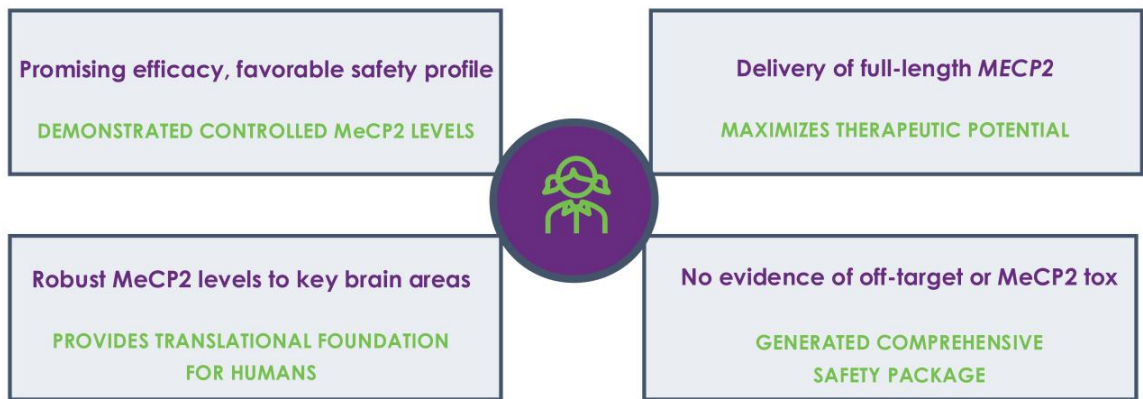 Promising efficacy, favorable safety profile
DEMONSTRATED CONTROLLED MeCP2 LEVELS
Delivery of full-length MECP2
MAXIMIZES THERAPEUTIC POTENTIAL
Robust MeCP2 levels to key brain areas
PROVIDES TRANSLATIONAL FOUNDATION
FOR HUMANS
No evidence of off-target or MeCP2 tox
GENERATED COMPREHENSIVE
SAFETY PACKAGE